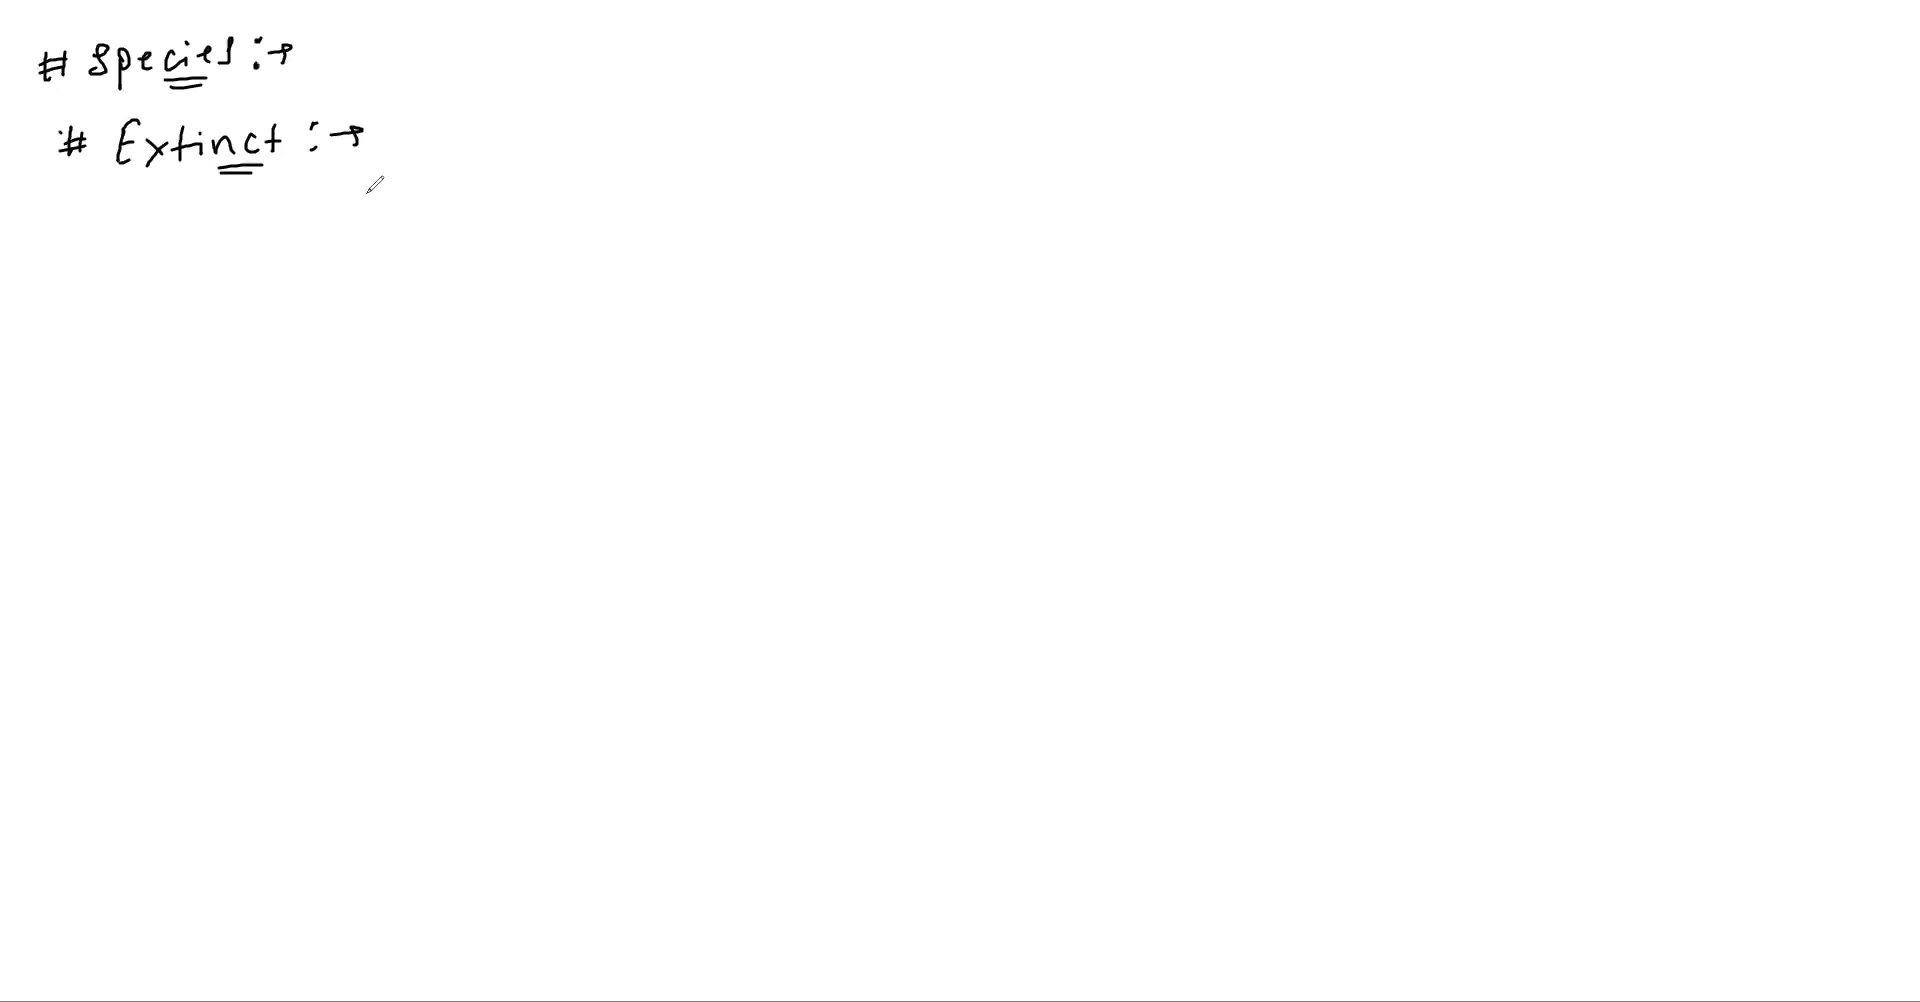 # Species :→
# Extinct :→